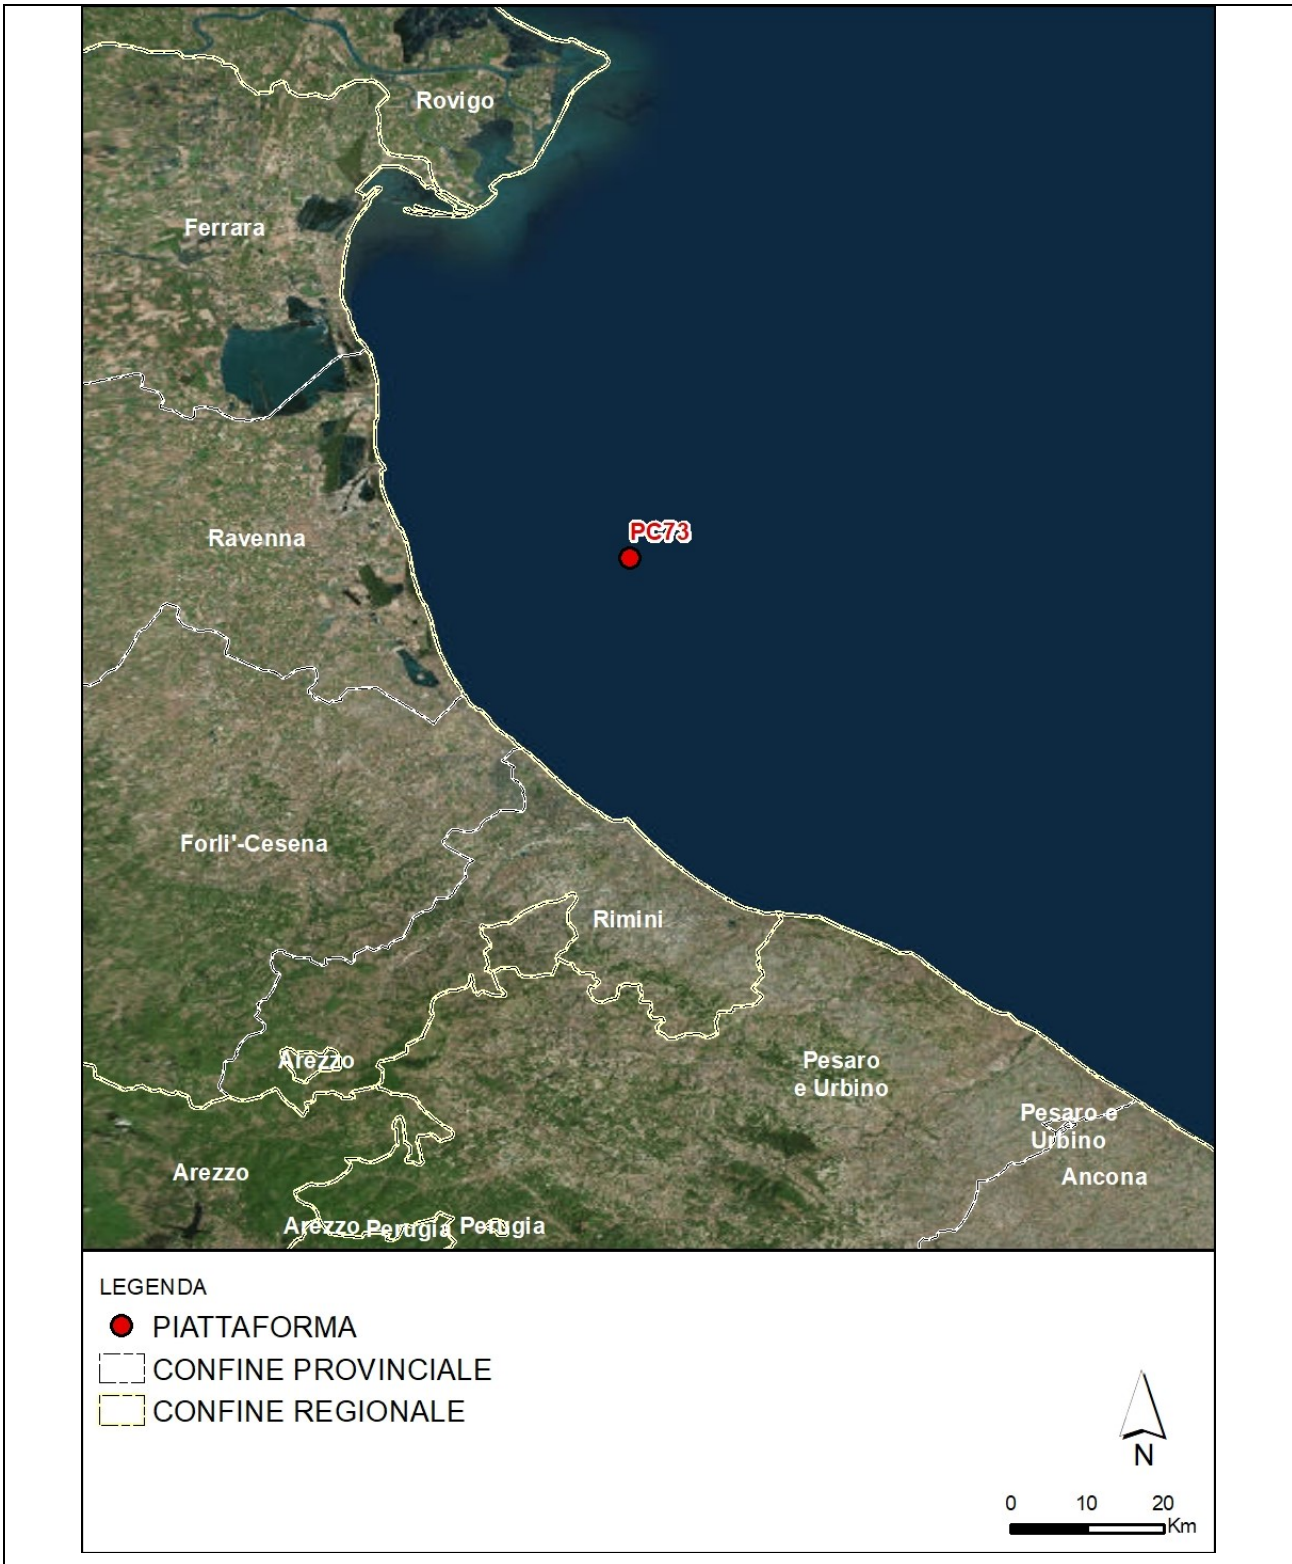 Rovigo
Ferrara
PC73
Ravenna
Forli'-Cesena
Rimini
Arezzo
Pesaro
e Urbino
Pesaro e
Urbino
Arezzo
Ancona
Arezzo Perugia Perugia
LEGENDA
PIATTAFORMA
CONFINE PROVINCIALE
CONFINE REGIONALE
N
0 10 20
Km